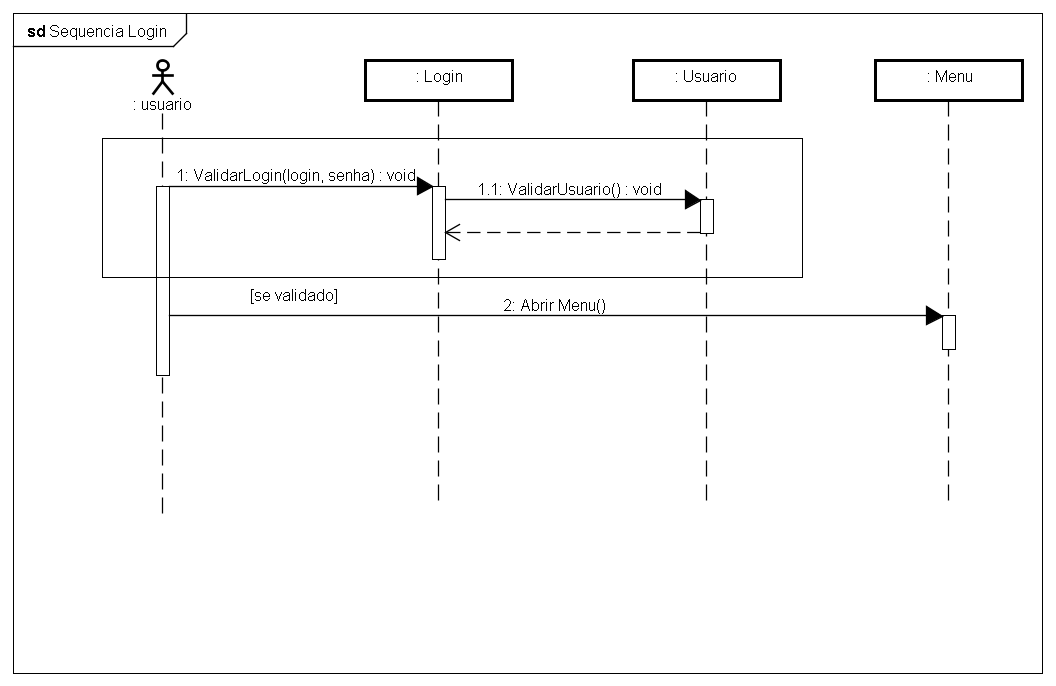 sd Sequencia Login
: usuario
: Login
: Usuario
: Menu
1: ValidarLogin(login, senha) : void
1.1: ValidarUsuario() : void
[se validado]
2: Abrir Menu()